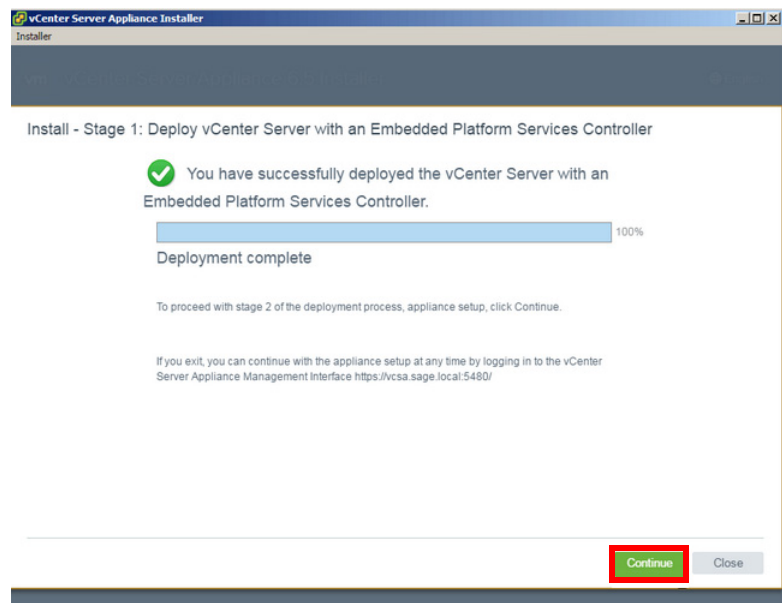 vCenter Server Appliance Installer
Installer
Install - Stage 1: Deploy vCenter Server with an Embedded Platform Services Controller
You have successfully deployed the vCenter Server with an
Embedded Platform Services Controller.
100%
Deployment complete
To proceed with stage 2 of the deployment process, appliance setup, click Continue.
If you exit, you can continue with the appliance setup at any time by logging in to the vCenter
Server Appliance Management Interface https://vcsa.sage.local:5480/
Continue
Close